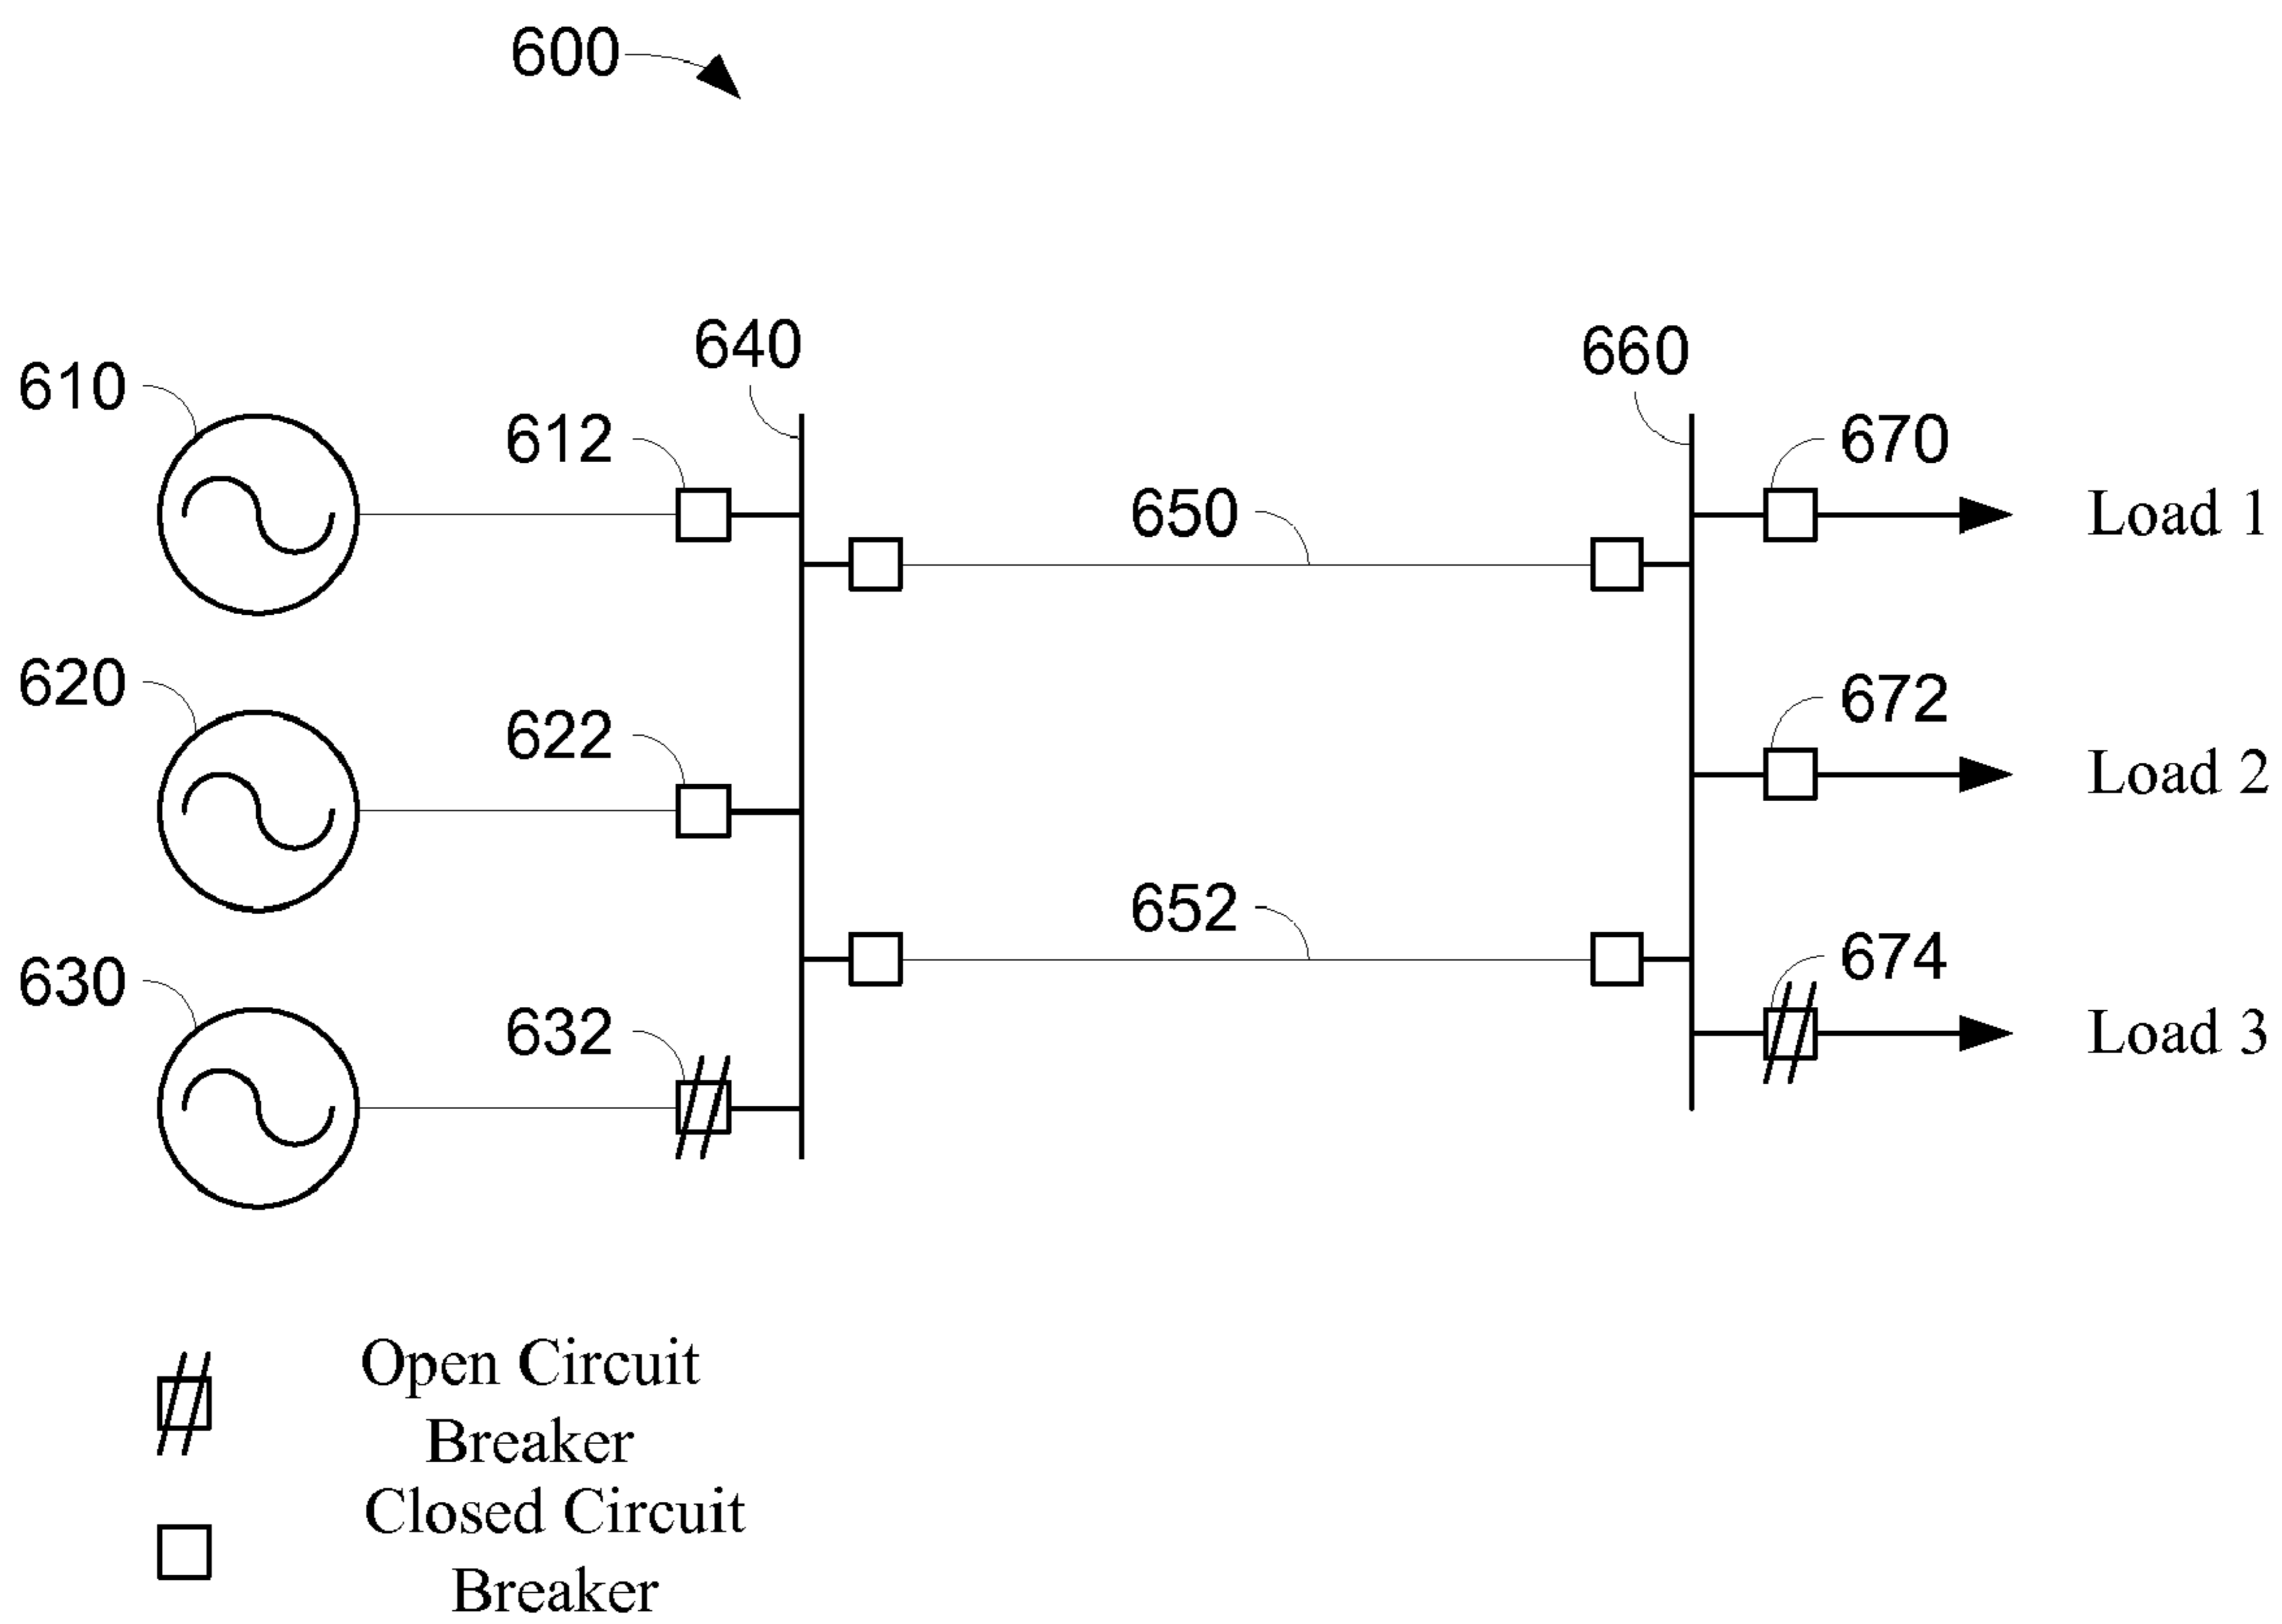 600
640
660
610
612
670
650
Load 1
620
622
672
Load 2
652
630
632
674
Load 3
Open Circuit
Breaker
Closed Circuit
Breaker